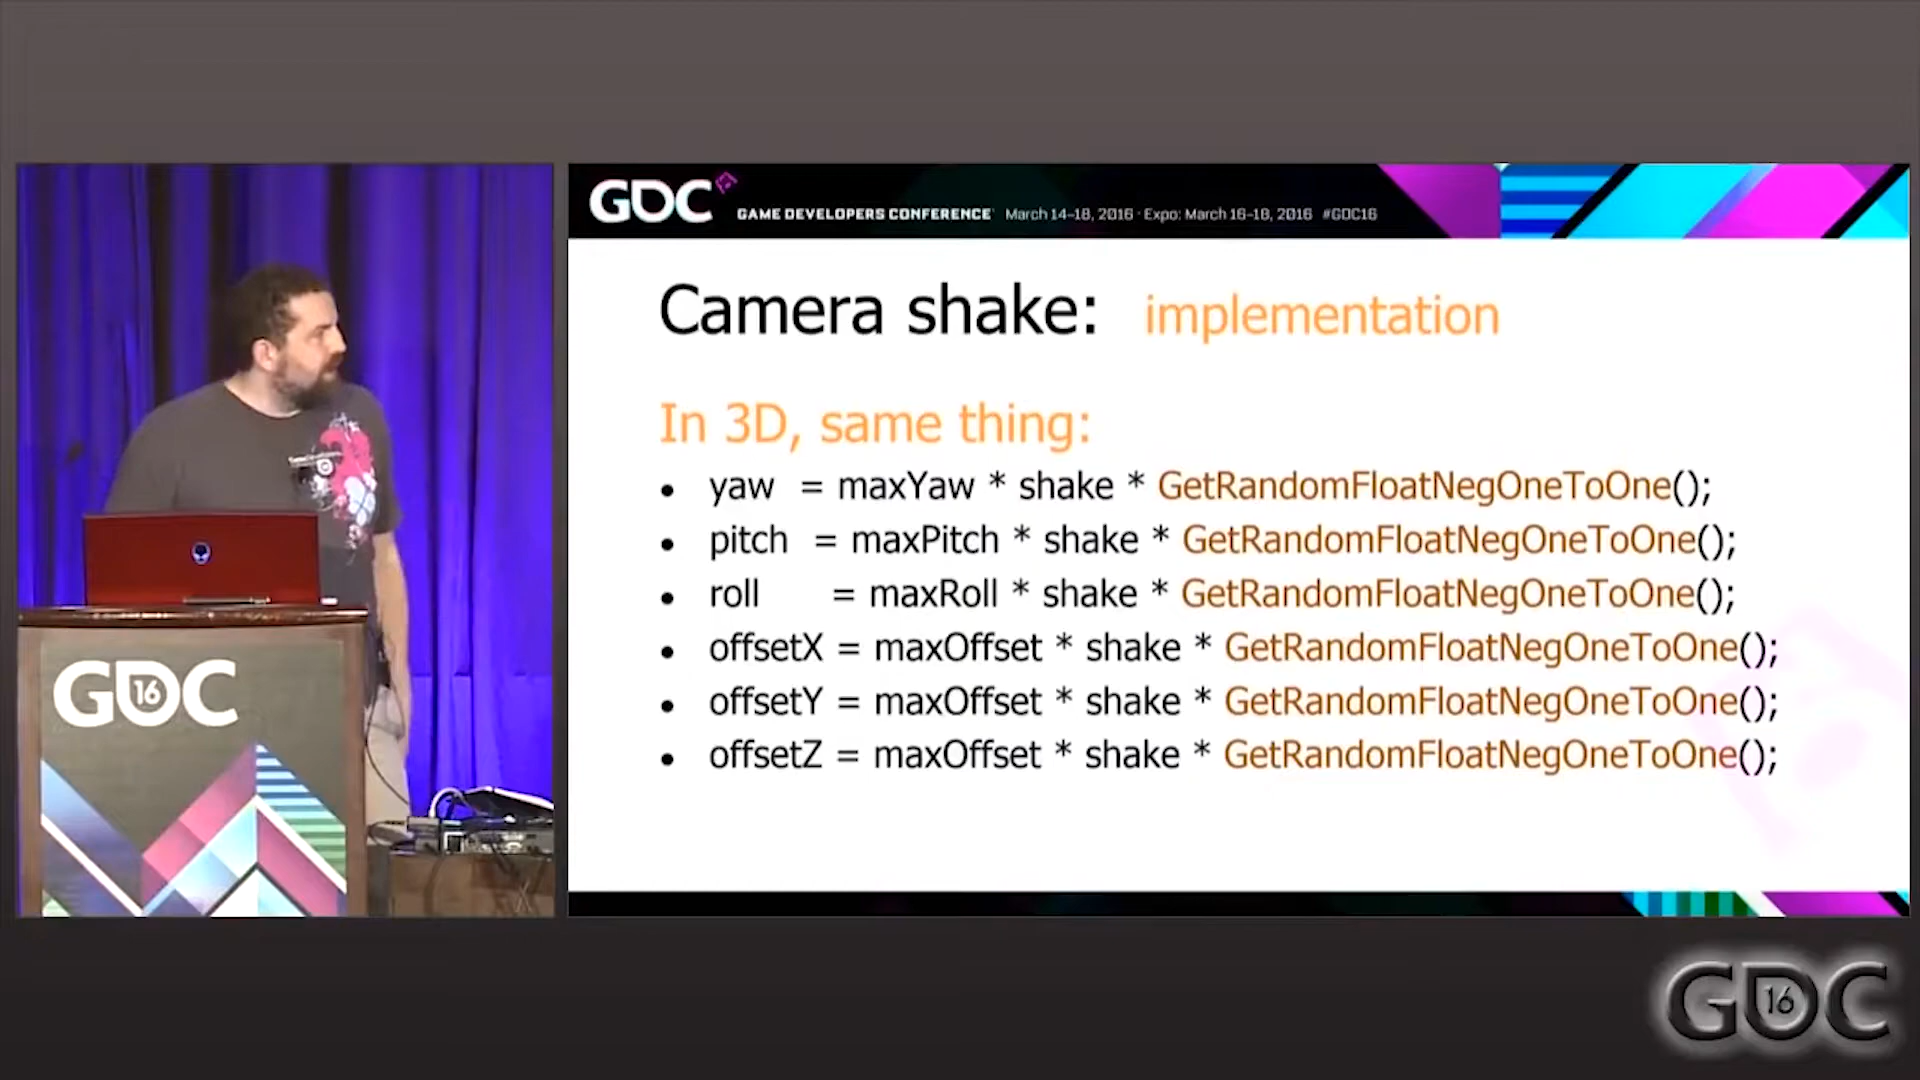 GDC
GAME DEVELOPERS CONFERENCE March 14-18, 2016 · Expo: March 16-18, 2016 #GDC16
Camera shake: implementation
In 3D, same thing:
• yaw = maxYaw * shake * GetRandomFloatNegOneToOne();
• pitch = maxPitch * shake * GetRandomFloatNegOneToOne();
• roll = maxRoll * shake * GetRandomFloatNegOneToOne();
• offsetX = maxOffset * shake * GetRandomFloatNegOneToOne();
• offsetY = maxOffset * shake * GetRandomFloatNegOneToOne();
• offsetZ = maxOffset * shake * GetRandomFloatNegOneToOne();
GDC 16
GDC 16